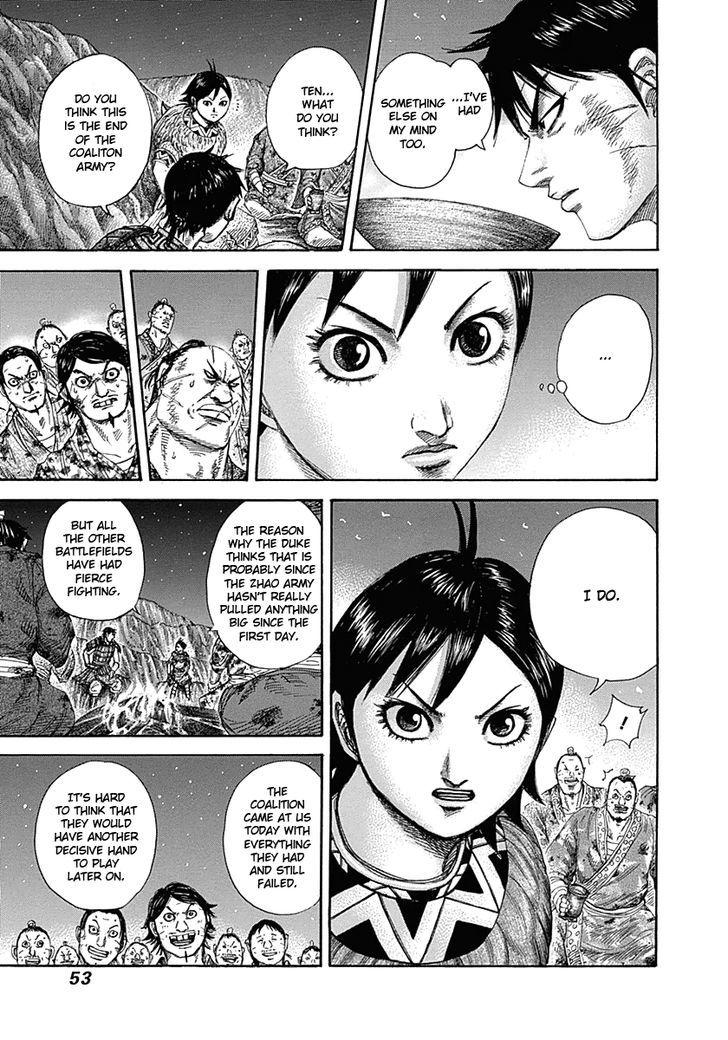 ...I'VE
HAD
SOMETHING
ELSE ON
MY MIND
TOO.
TEN...
WHAT
DO YOU
THINK?
DO YOU
THINK THIS
IS THE END
OF THE
COALITON
ARMY?
...
I DO.
!
THE REASON
WHY THE DUKE
THINKS THAT IS
PROBABLY SINCE
THE ZHAO ARMY
HASN'T REALLY
PULLED ANYTHING
BIG SINCE THE
FIRST DAY.
BUT ALL
THE OTHER
BATTLEFIELDS
HAVE HAD
FIERCE
FIGHTING.
THE
COALITION
CAME AT US
TODAY WITH
EVERYTHING
THEY HAD
AND STILL
FAILED.
IT'S HARD
TO THINK THAT
THEY WOULD
HAVE ANOTHER
DECISIVE HAND
TO PLAY
LATER ON.
53